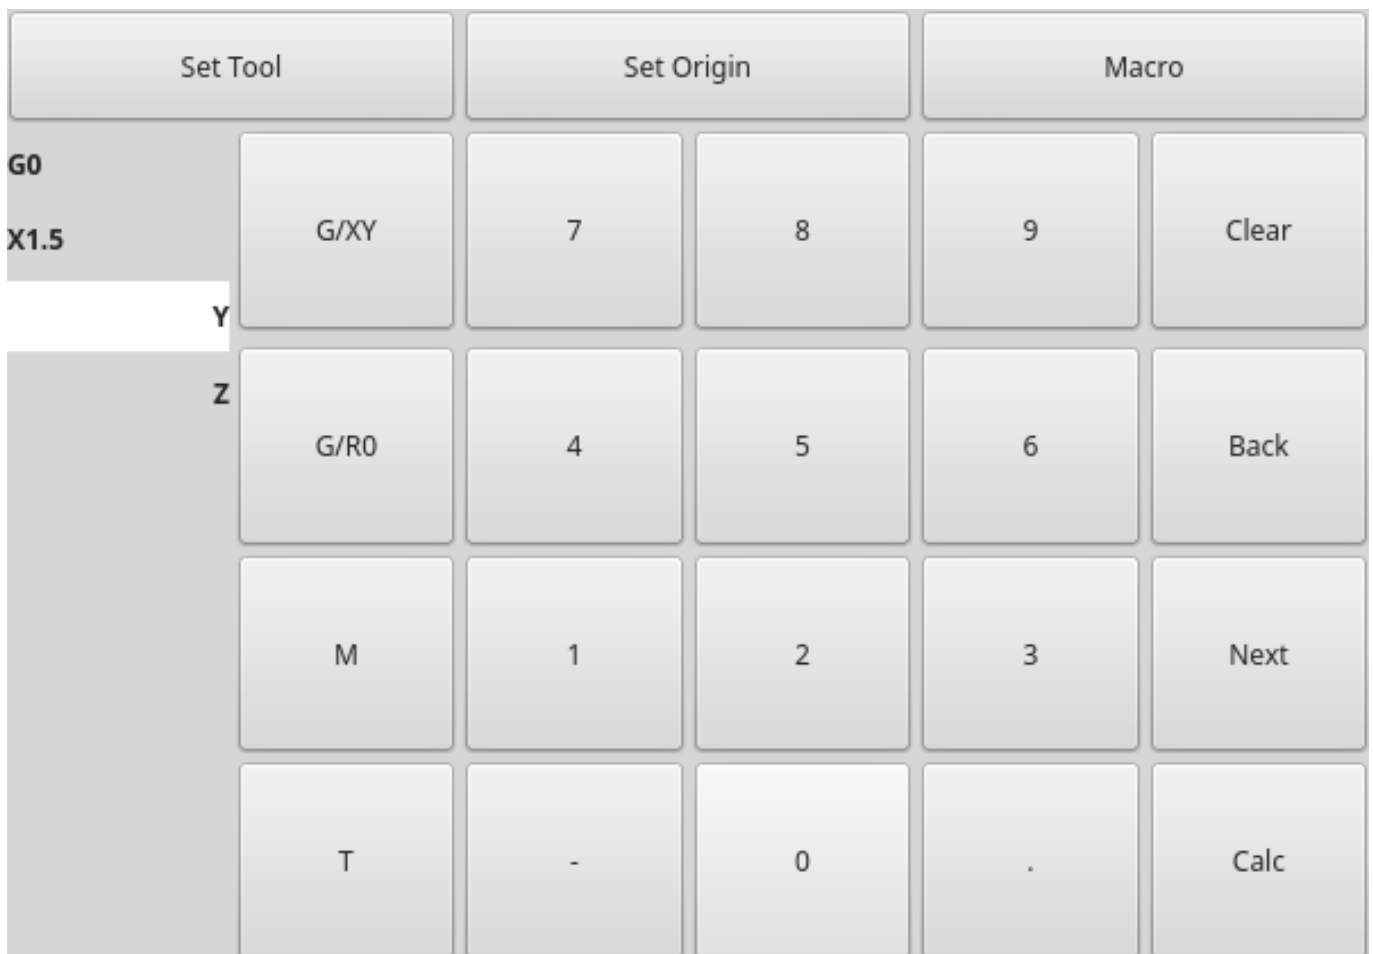 Set Tool Set Origin Macro
G0
X1.5
G/XY 7 8 9 Clear
Y
Z
G/R0 4 5 6 Back
M 1 2 3 Next
T - 0 . Calc